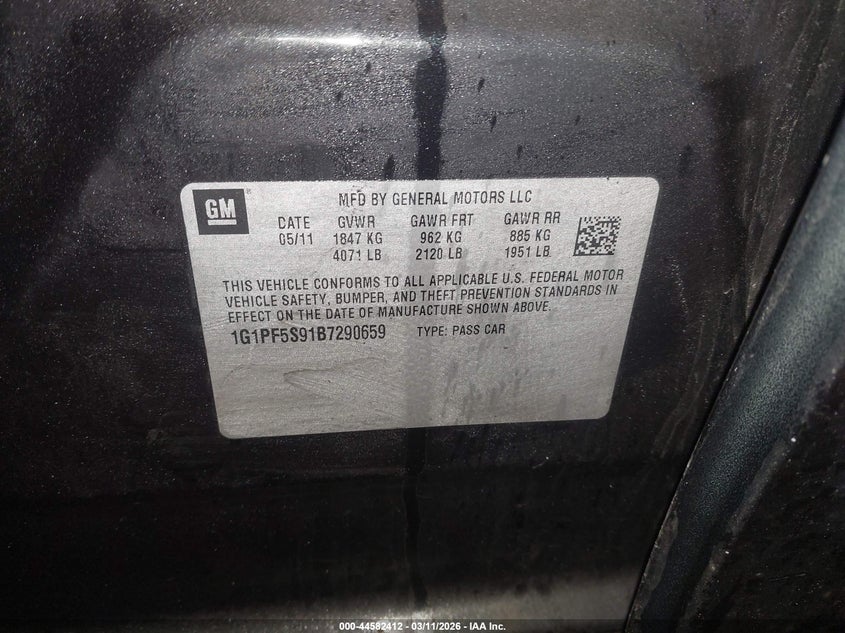 GM ®
MFD BY GENERAL MOTORS LLC
DATE GVWR GAWR FRT GAWR RR
05/11 1847 KG 962 KG 885 KG
4071 LB 2120 LB 1951 LB
THIS VEHICLE CONFORMS TO ALL APPLICABLE U.S. FEDERAL MOTOR
VEHICLE SAFETY, BUMPER, AND THEFT PREVENTION STANDARDS IN
EFFECT ON THE DATE OF MANUFACTURE SHOWN ABOVE.
1G1PF5S91B7290659 TYPE: PASS CAR
000-44582412 - 03/11/2026 - IAA Inc.